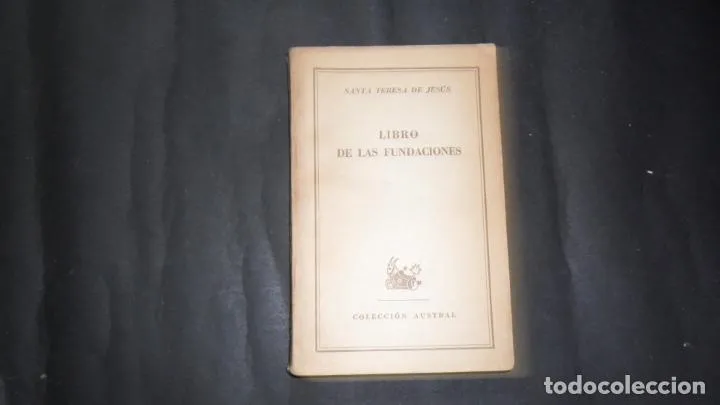 SANTA TERESA DE JESÚS
LIBRO
DE LAS FUNDACIONES
COLECCIÓN AUSTRAL
todocoleccion